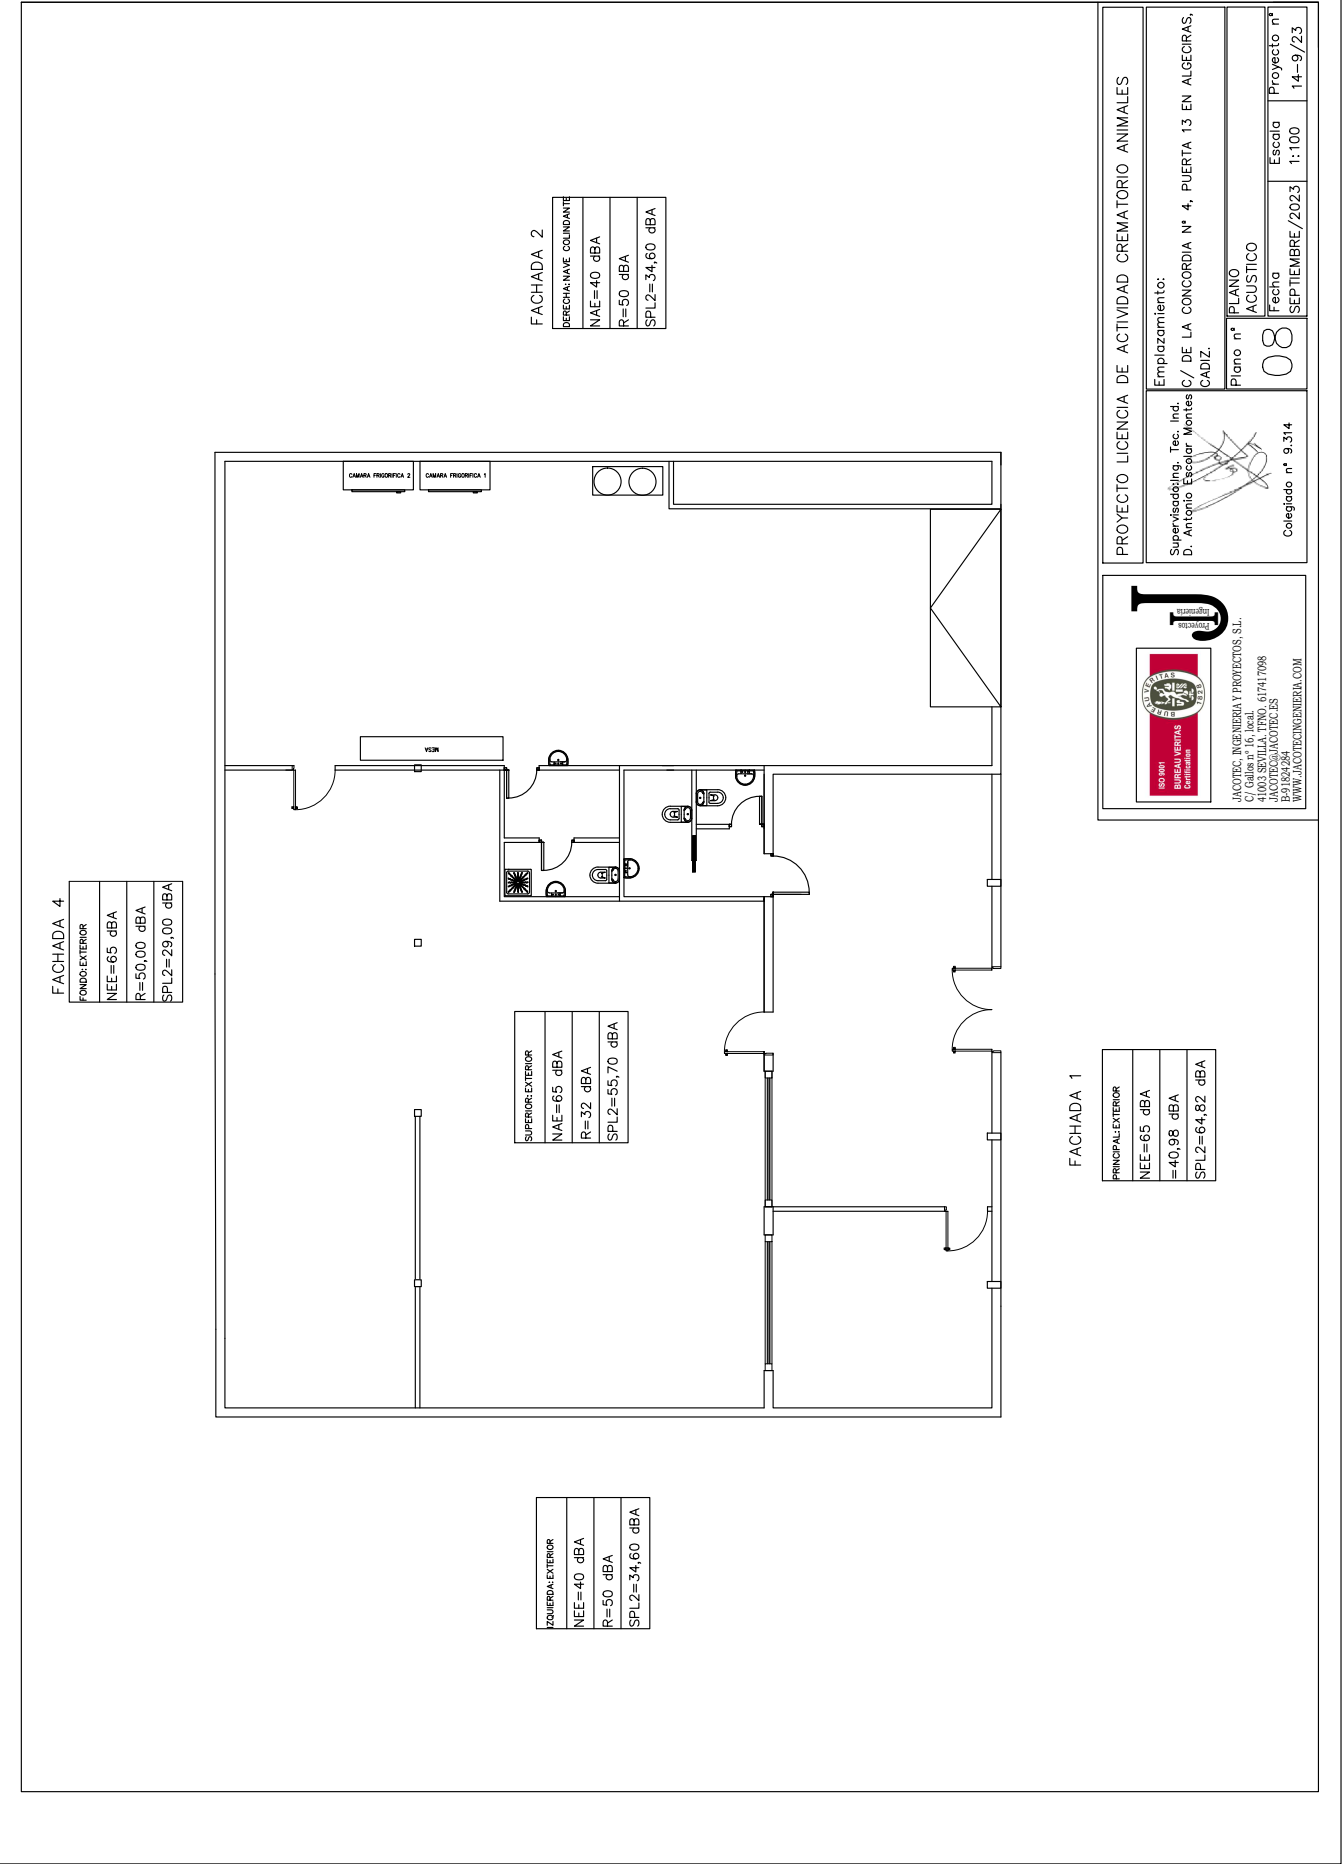 FACHADA 4
FONDO:EXTERIOR
NEE=65 dBA
R=50,00 dBA
SPL2=29,00 dBA
FACHADA 2
DERECHA:NAVE COLINDANTE
NAE=40 dBA
R=50 dBA
SPL2=34,60 dBA
CAMARA FRIGORIFICA 2
CAMARA FRIGORIFICA 1
MESA
SUPERIOR:EXTERIOR
NAE=65 dBA
R=32 dBA
SPL2=55,70 dBA
IZQUIERDA:EXTERIOR
NEE=40 dBA
R=50 dBA
SPL2=34,60 dBA
FACHADA 1
PRINCIPAL:EXTERIOR
NEE=65 dBA
=40,98 dBA
SPL2=64,82 dBA
ISO 9001
BUREAU VERITAS
Certification
BUREAU VERITAS
1828
Ingeniería
Proyectos
JACOTEC, INGENIERIA Y PROYECTOS, S.L.
C/ Gallos nº 16, local.
41003 SEVILLA. TFNO. 617417098
JACOTEC@JACOTEC.ES
B-91824284
WWW.JACOTECINGENIERIA.COM
PROYECTO LICENCIA DE ACTIVIDAD CREMATORIO ANIMALES
Supervisado:Ing. Tec. Ind.
D. Antonio Escolar Montes
Colegiado nº 9.314
Emplazamiento:
C/ DE LA CONCORDIA Nº 4, PUERTA 13 EN ALGECIRAS,
CADIZ.
Plano nº
08
PLANO
ACUSTICO
Fecha
SEPTIEMBRE/2023
Escala
1:100
Proyecto nº
14-9/23